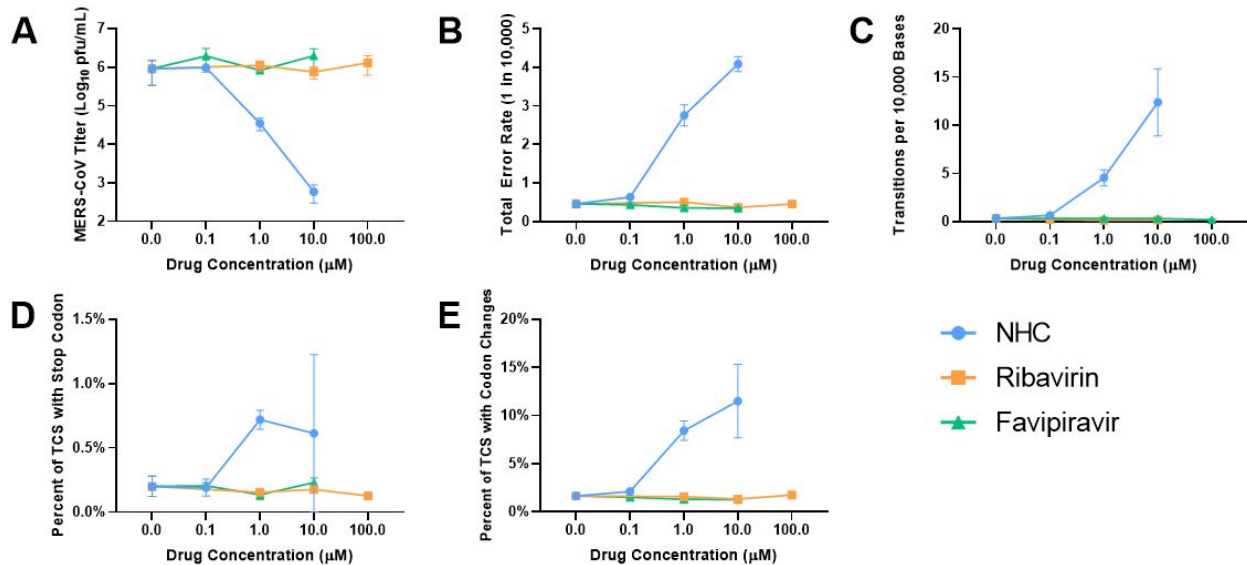 A
MERS-CoV Titer (Log10 pfu/mL)
7
6
5
4
3
2
0.0 0.1 1.0 10.0 100.0
Drug Concentration (μM)
B
Total Error Rate (1 in 10,000)
5
4
3
2
1
0
0.0 0.1 1.0 10.0 100.0
Drug Concentration (μM)
C
Transitions per 10,000 Bases
20
15
10
5
0
0.0 0.1 1.0 10.0 100.0
Drug Concentration (μM)
D
Percent of TCS with Stop Codon
1.5%
1.0%
0.5%
0.0%
0.0 0.1 1.0 10.0 100.0
Drug Concentration (μM)
E
Percent of TCS with Codon Changes
20%
15%
10%
5%
0%
0.0 0.1 1.0 10.0 100.0
Drug Concentration (μM)
NHC
Ribavirin
Favipiravir